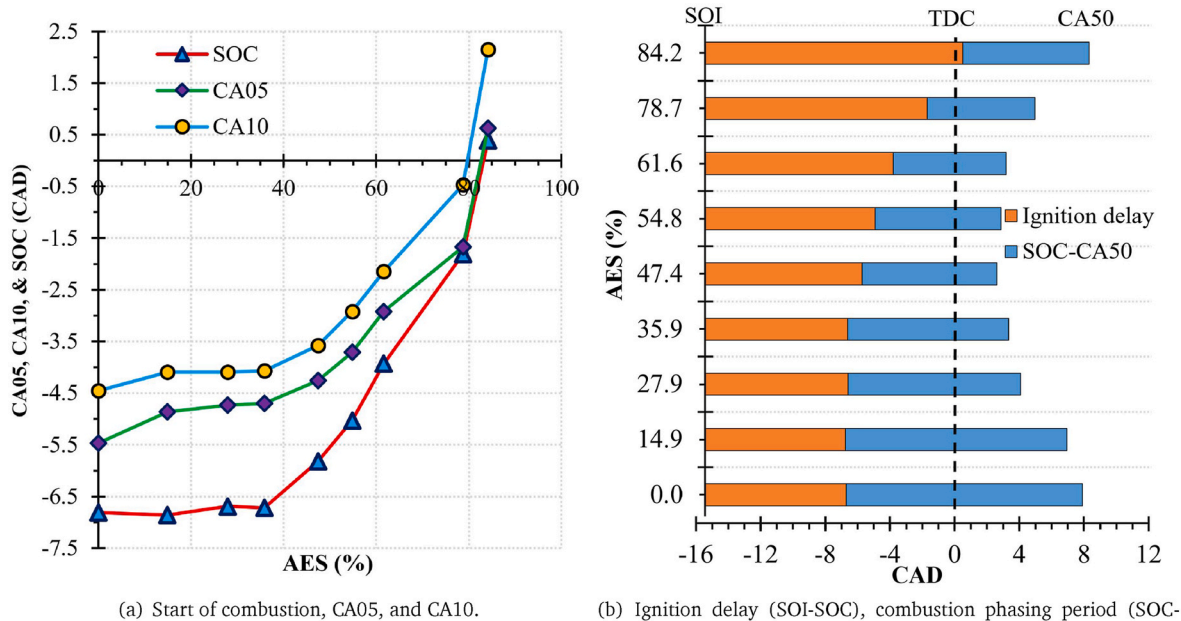 2.5
1.5
0.5
-0.5
-1.5
-2.5
-3.5
-4.5
-5.5
-6.5
-7.5
CA05, CA10, & SOC (CAD)
SOC
CA05
CA10
0 20 40 60 80 100
AES (%)
(a) Start of combustion, CA05, and CA10.
SOI TDC CA50
84.2
78.7
61.6
54.8
47.4
35.9
27.9
14.9
0.0
AES (%)
Ignition delay
SOC-CA50
-16 -12 -8 -4 0 4 8 12
CAD
(b) Ignition delay (SOI-SOC), combustion phasing period (SOC-